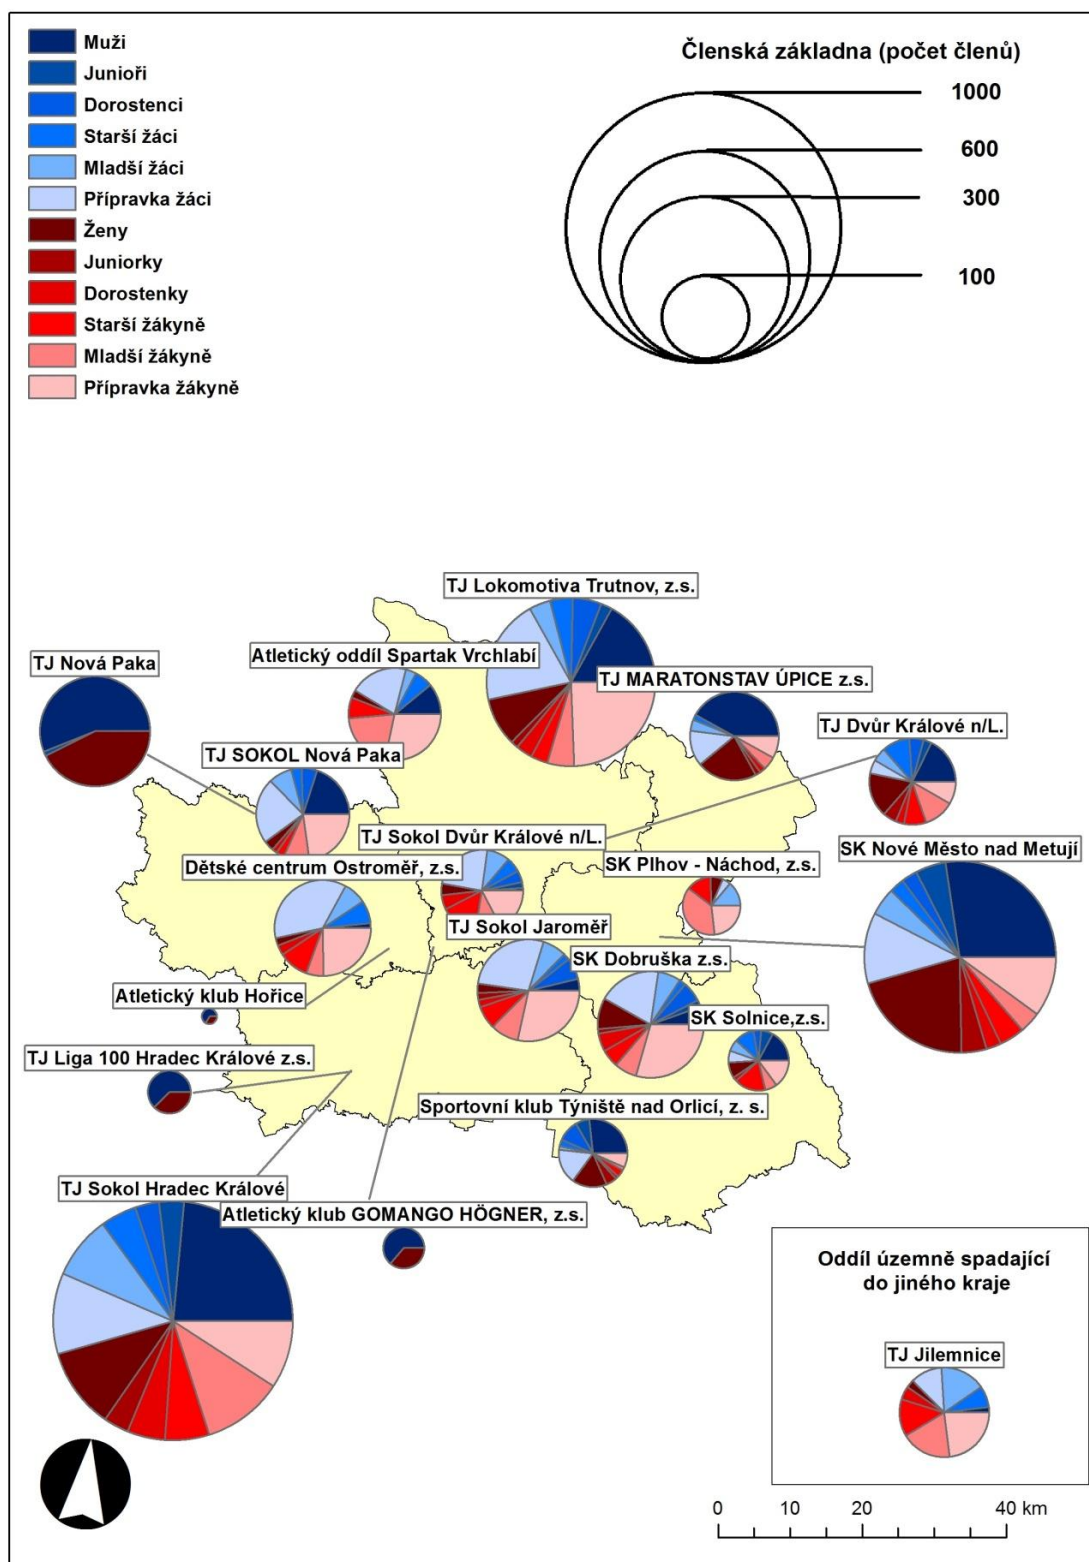 Muži
Junioři
Dorostenci
Starší žáci
Mladší žáci
Přípravka žáci
Ženy
Juniorky
Dorostenky
Starší žákyně
Mladší žákyně
Přípravka žákyně
Členská základna (počet členů)
1000
600
300
100
TJ Lokomotiva Trutnov, z.s.
Atletický oddíl Spartak Vrchlabí
TJ Nová Paka
TJ MARATONSTAV ÚPICE z.s.
TJ Dvůr Králové n/L.
TJ SOKOL Nová Paka
TJ Sokol Dvůr Králové n/L.
SK Nové Město nad Metují
SK Plhov - Náchod, z.s.
Dětské centrum Ostroměř, z.s.
TJ Sokol Jaroměř
SK Dobruška z.s.
Atletický klub Hořice
SK Solnice,z.s.
TJ Liga 100 Hradec Králové z.s.
Sportovní klub Týniště nad Orlicí, z. s.
TJ Sokol Hradec Králové
Atletický klub GOMANGO HÖGNER, z.s.
Oddíl územně spadající
do jiného kraje
TJ Jilemnice
0 10 20 40 km